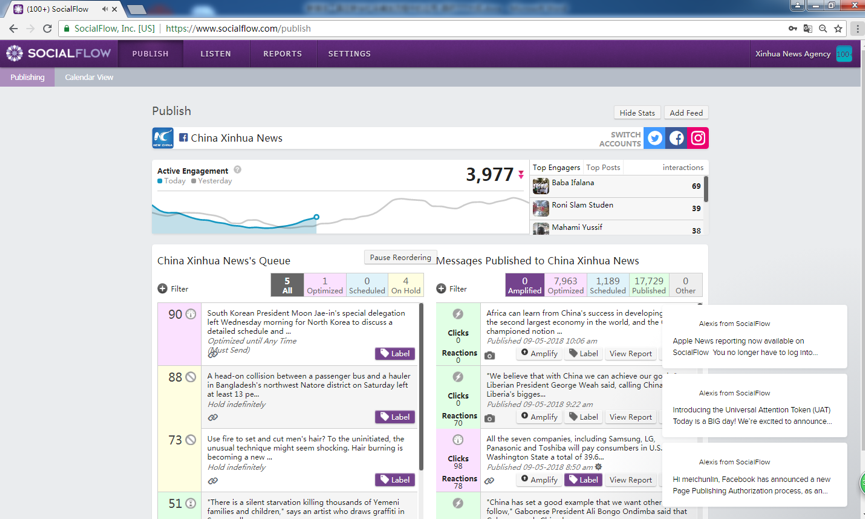 (100+) SocialFlow
SocialFlow, Inc. [US] | https://www.socialflow.com/publish
SOCIALFLOW
PUBLISH
LISTEN
REPORTS
SETTINGS
Xinhua News Agency
Publishing
Calendar View
Publish
Hide Stats
Add Feed
China Xinhua News
SWITCH
ACCOUNTS
Active Engagement
Today
Yesterday
3,977
Top Engagers
Top Posts
interactions
Baba Ifalana
69
Roni Slam Studen
39
Mahami Yussif
38
China Xinhua News's Queue
Pause Reordering
Filter
5
All
1
Optimized
0
Scheduled
4
On Hold
90
South Korean President Moon Jae-in's special delegation
left Wednesday morning for North Korea to discuss a
detailed schedule and ...
Optimized until Any Time
(Must Send)
Label
88
A head-on collision between a passenger bus and a hauler
in Bangladesh's northwest Natore district on Saturday left
at least 13 pe...
Hold indefinitely
Label
73
Use fire to set and cut men's hair? To the uninitiated, the
unusual technique might seem shocking. Hair burning is
becoming a new ...
Hold indefinitely
Label
51
"There is a silent starvation killing thousands of Yemeni
families and children," says an artist who draws graffiti in
Messages Published to China Xinhua News
Filter
0
Amplified
7,963
Optimized
1,189
Scheduled
17,729
Published
0
Other
Clicks
0
Reactions
0
Africa can learn from China's success in developing
the second largest economy in the world, and the
championed notion ...
Published 09-05-2018 10:06 am
Amplify
Label
View Report
Clicks
0
Reactions
70
"We believe that with China we can achieve our go
Liberian President George Weah said, calling China
Liberia's bigges...
Published 09-05-2018 9:22 am
Amplify
Label
View Report
Clicks
98
Reactions
78
All the seven companies, including Samsung, LG,
Panasonic and Toshiba will pay consumers in U.S.
Washington State a total of 39.6...
Published 09-05-2018 8:50 am
Amplify
Label
View Report
"China has set a good example that we want other
follow," Gabonese President Ali Bongo Ondimba said that
Alexis from SocialFlow
Apple News reporting now available on
SocialFlow You no longer have to log into...
Alexis from SocialFlow
Introducing the Universal Attention Token (UAT)
Today is a BIG day! We're excited to announce...
Alexis from SocialFlow
Hi meichunlin, Facebook has announced a new
Page Publishing Authorization process, as an...